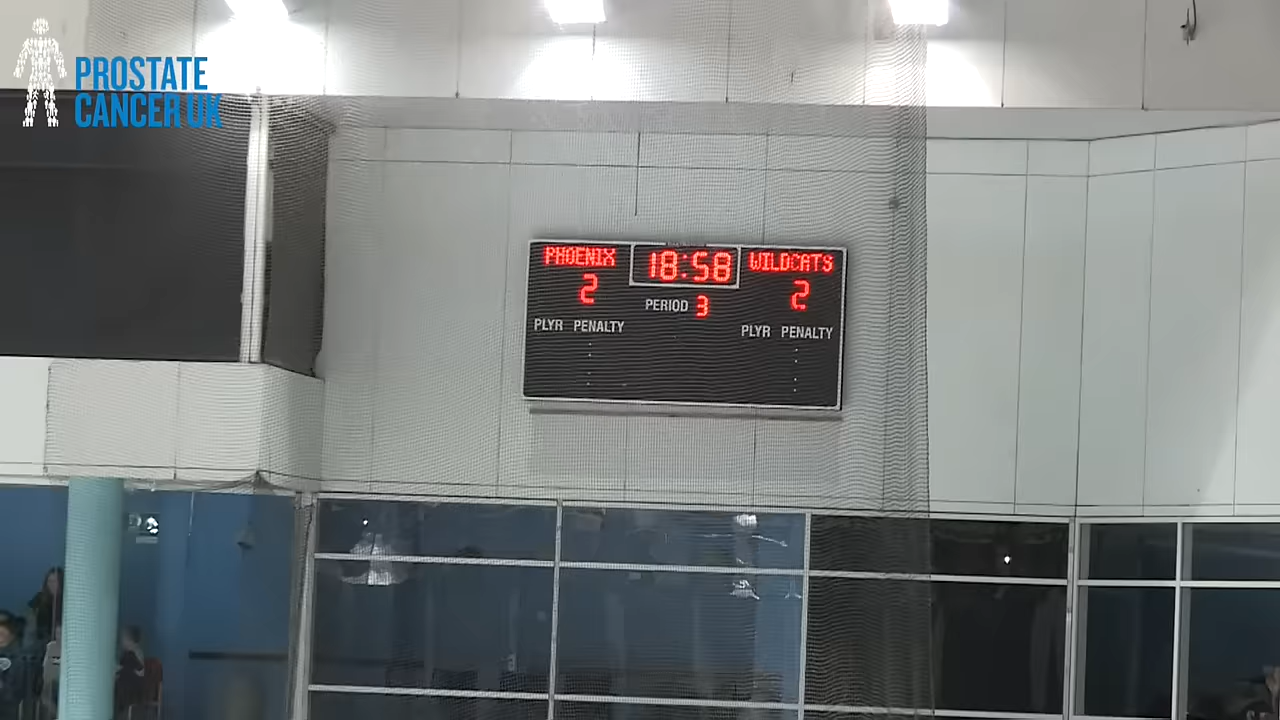 PROSTATE
CANCER UK
PHOENIX 18:58 WILDCATS
2 PERIOD 3 2
PLYR PENALTY PLYR PENALTY